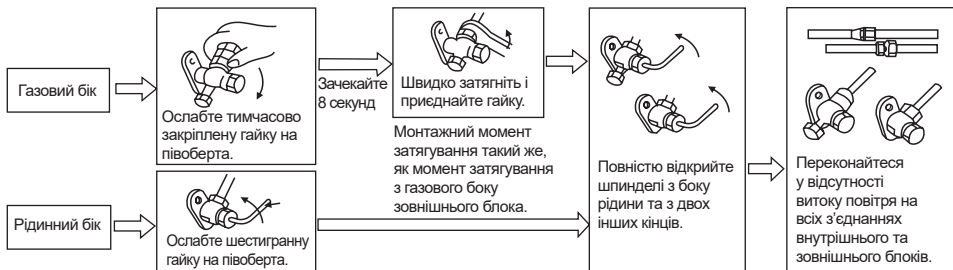 Газовий бік
Ослабте тимчасово
закріплену гайку на
півоберта.
Зачекайте
8 секунд
Швидко затягніть і
приєднайте гайку.
Монтажний момент
затягування такий же,
як момент затягування
з газового боку
зовнішнього блока.
Рідинний бік
Ослабте шестигранну
гайку на півоберта.
Повністю відкрийте
шпинделі з боку
рідини та з двох
інших кінців.
Переконайтеся
у відсутності
витоку повітря на
всіх з’єднаннях
внутрішнього та
зовнішнього блоків.